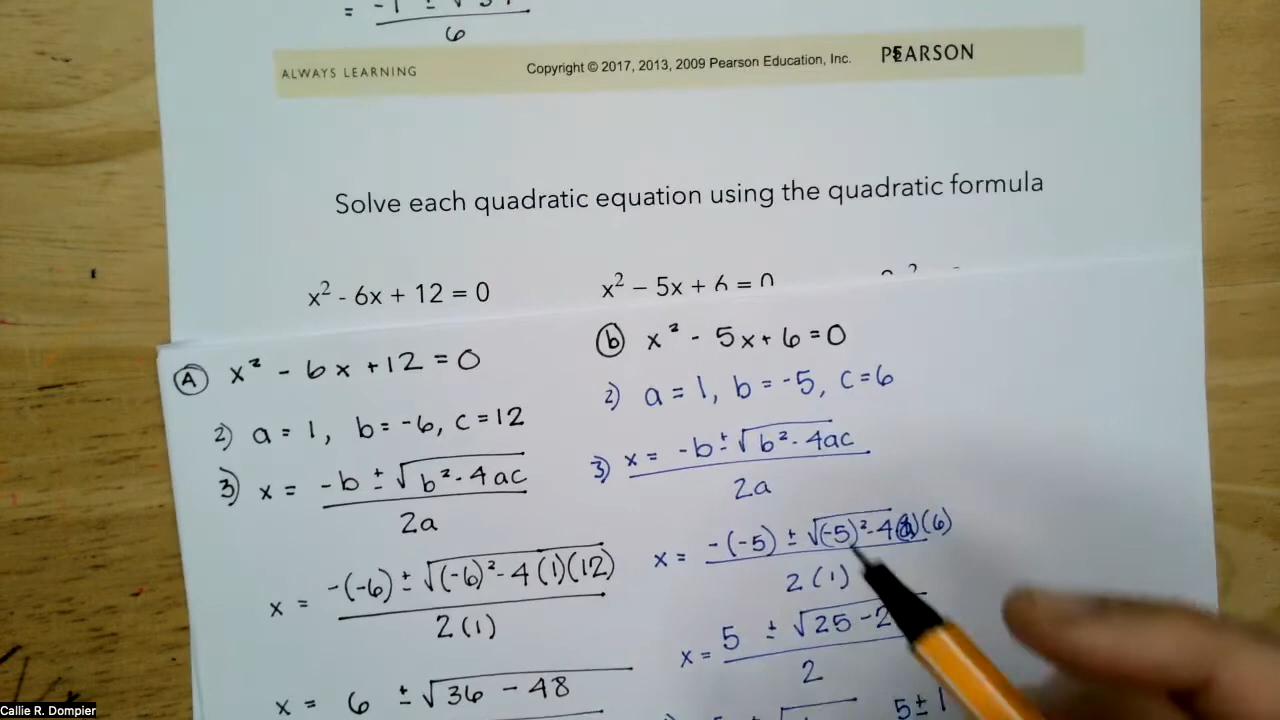 = -1 ± √
6
ALWAYS LEARNING
Copyright © 2017, 2013, 2009 Pearson Education, Inc.
PEARSON
Solve each quadratic equation using the quadratic formula
x² - 6x + 12 = 0
x² – 5x + 6 = 0
(A) x² - 6x + 12 = 0
2) a = 1, b = -6, c = 12
3) x = -b ± √b² - 4ac
2a
x = -(-6) ± √(-6)² - 4(1)(12)
2(1)
x = 6 ± √36 - 48
(b) x² - 5x + 6 = 0
2) a = 1, b = -5, c = 6
3) x = -b ± √b² - 4ac
2a
x = -(-5) ± √(-5)² - 4(1)(6)
2(1)
x = 5 ± √25 - 2
2
5 ± 1
Callie R. Dompier